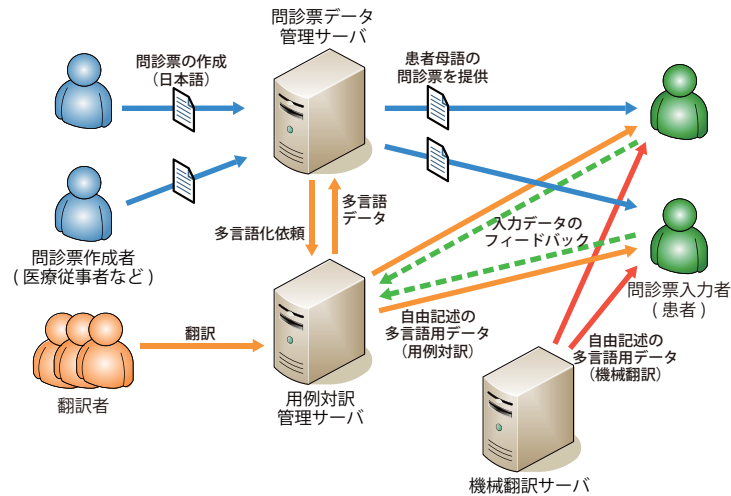 問診票データ
管理サーバ
問診票の作成
（日本語）
患者母語の
問診票を提供
多言語化依頼
多言語
データ
入力データの
フィードバック
問診票作成者
( 医療従事者など )
問診票入力者
( 患者 )
翻訳
自由記述の
多言語用データ
（用例対訳）
自由記述の
多言語用データ
（機械翻訳）
翻訳者
用例対訳
管理サーバ
機械翻訳サーバ